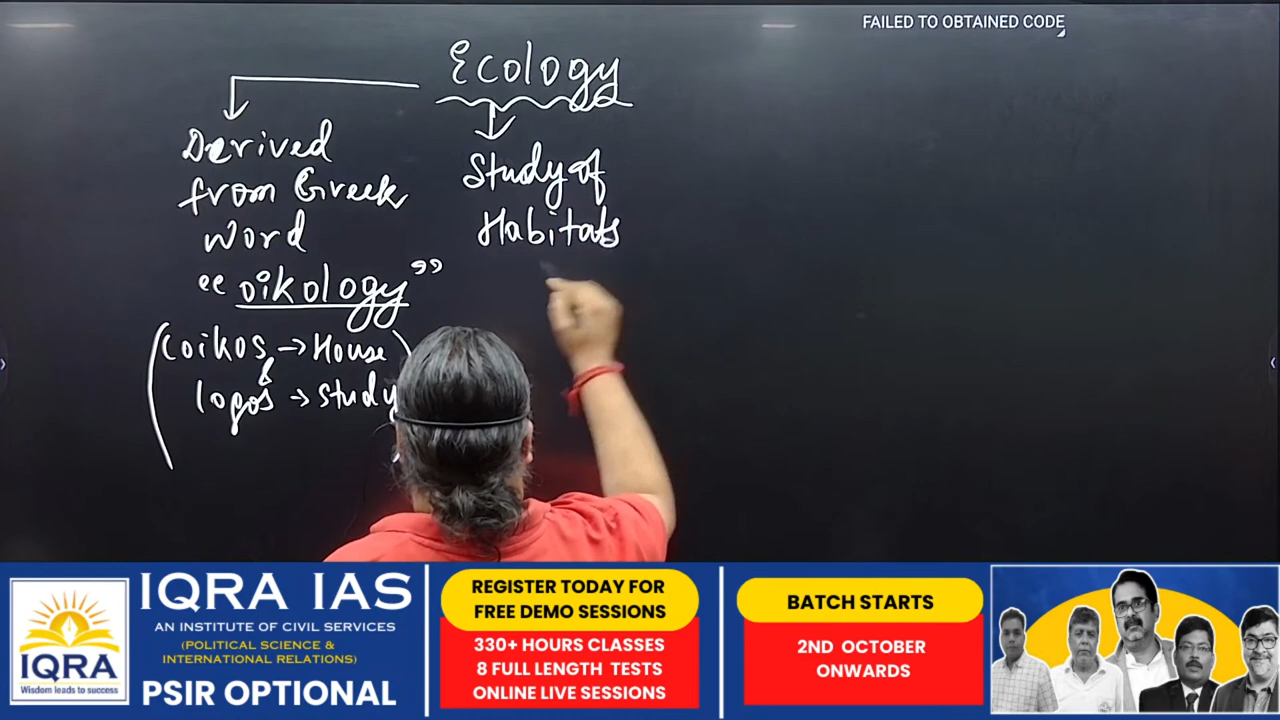 FAILED TO OBTAINED CODE
Ecology
Derived
from Greek
word
"oikology"
(oikos → House)
&
logos → study
Study of
Habitats
IQRA
Wisdom leads to success
IQRA IAS
AN INSTITUTE OF CIVIL SERVICES
(POLITICAL SCIENCE &
INTERNATIONAL RELATIONS)
PSIR OPTIONAL
REGISTER TODAY FOR
FREE DEMO SESSIONS
330+ HOURS CLASSES
8 FULL LENGTH TESTS
ONLINE LIVE SESSIONS
BATCH STARTS
2ND OCTOBER
ONWARDS